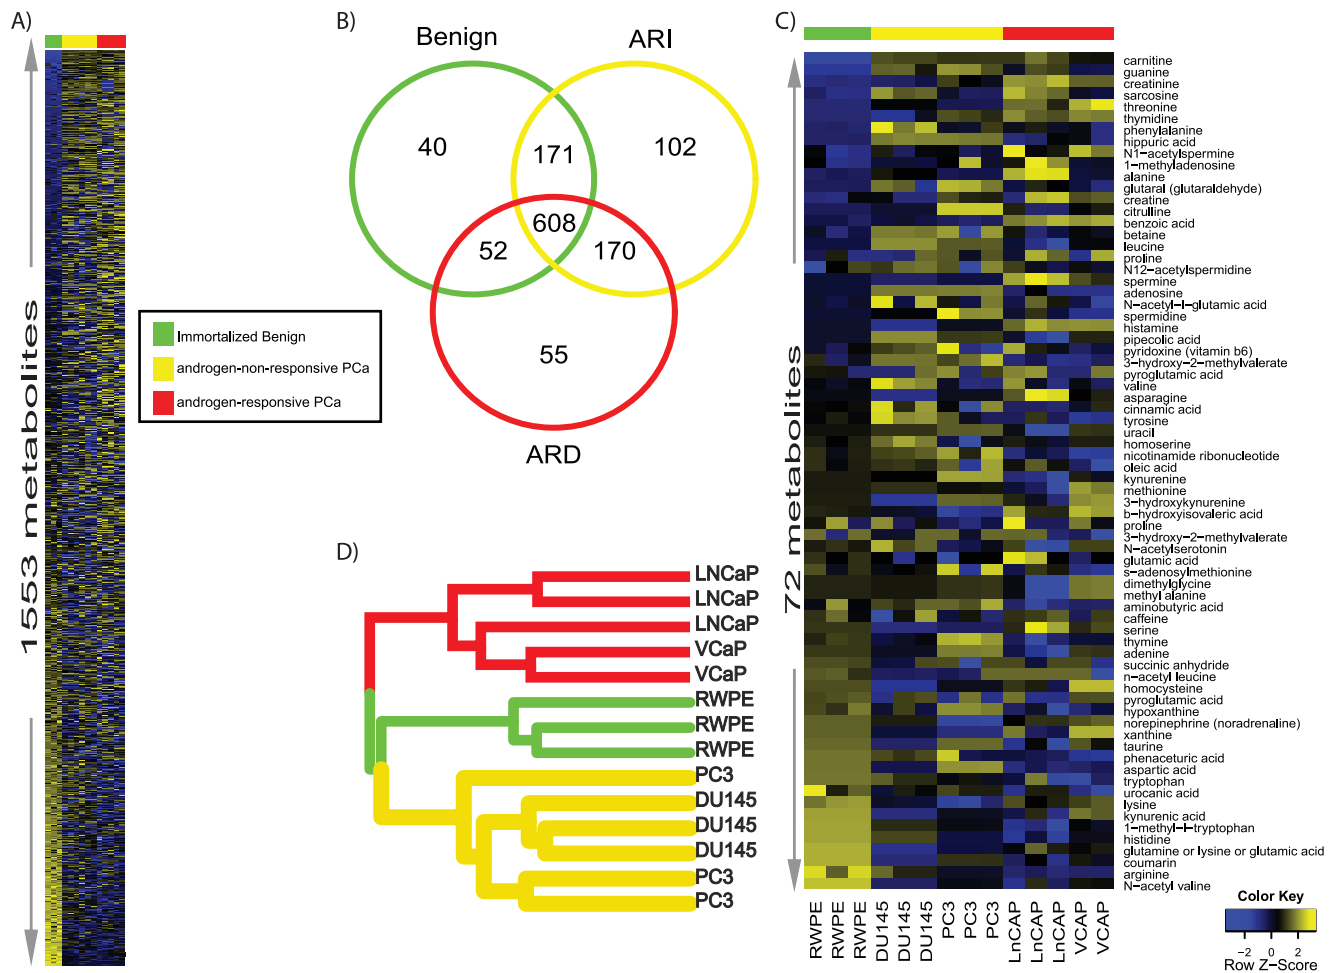 A)
1553 metabolites
B)
Benign
ARI
40
171
102
608
52
170
55
ARD
Immortalized Benign
androgen-non-responsive PCa
androgen-responsive PCa
D)
LNCaP
LNCaP
LNCaP
VCaP
VCaP
RWPE
RWPE
RWPE
PC3
DU145
DU145
DU145
PC3
PC3
C)
72 metabolites
carnitine
guanine
creatinine
sarcosine
threonine
thymidine
phenylalanine
hippuric acid
N1−acetylspermine
1−methyladenosine
alanine
glutaral (glutaraldehyde)
creatine
citrulline
benzoic acid
betaine
leucine
proline
N12−acetylspermidine
spermine
adenosine
N−acetyl−l−glutamic acid
spermidine
histamine
pipecolic acid
pyridoxine (vitamin b6)
3−hydroxy−2−methylvalerate
pyroglutamic acid
valine
asparagine
cinnamic acid
tyrosine
uracil
homoserine
nicotinamide ribonucleotide
oleic acid
kynurenine
methionine
3−hydroxykynurenine
b−hydroxyisovaleric acid
proline
3−hydroxy−2−methylvalerate
N−acetylserotonin
glutamic acid
s−adenosylmethionine
dimethylglycine
methyl alanine
aminobutyric acid
caffeine
serine
thymine
adenine
succinic anhydride
n−acetyl leucine
homocysteine
pyroglutamic acid
hypoxanthine
norepinephrine (noradrenaline)
xanthine
taurine
phenaceturic acid
aspartic acid
tryptophan
urocanic acid
lysine
kynurenic acid
1−methyl−l−tryptophan
histidine
glutamine or lysine or glutamic acid
coumarin
arginine
N−acetyl valine
RWPE
RWPE
RWPE
DU145
DU145
DU145
PC3
PC3
PC3
LnCAP
LnCAP
LnCAP
VCAP
VCAP
Color Key
−2 0 2
Row Z−Score